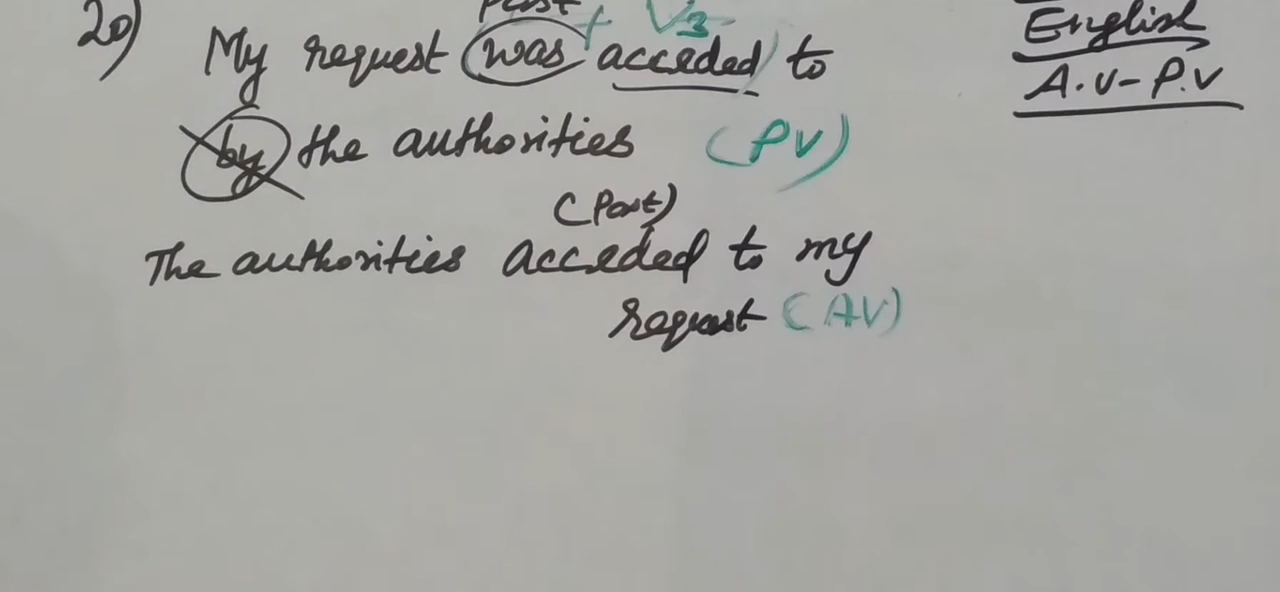 Past + V3
20) My request was acceded to
by the authorities (PV)
(Past)
The authorities acceded to my
request (AV)
English
A.V-P.V